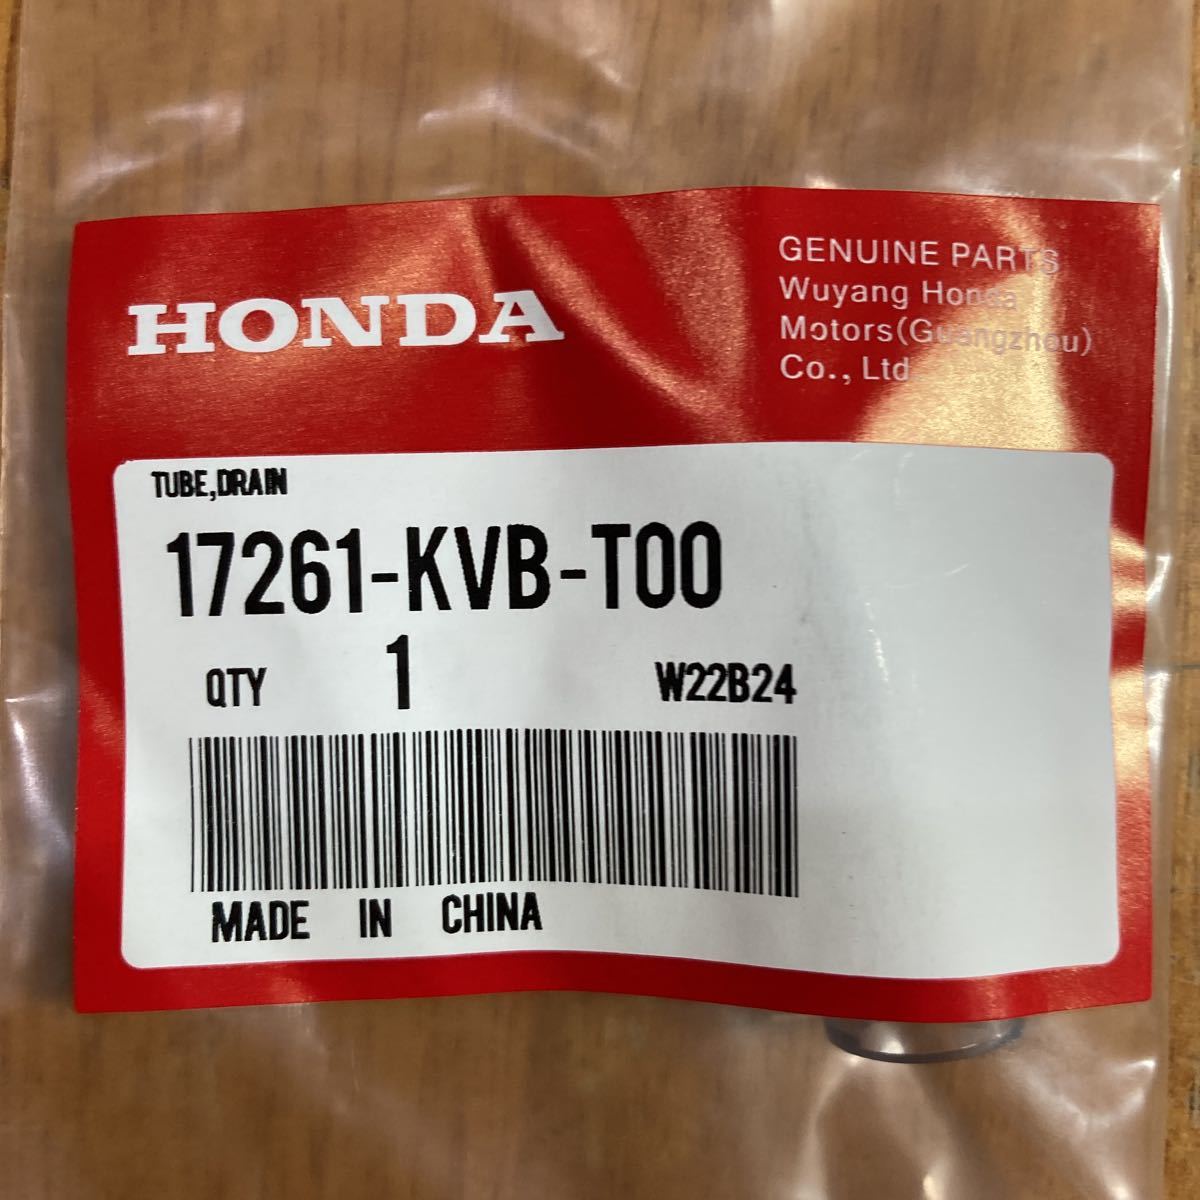 HONDA
GENUINE PARTS
Wuyang Honda
Motors(Guangzhou)
Co., Ltd.
TUBE,DRAIN
17261-KVB-T00
QTY 1 W22B24
MADE IN CHINA